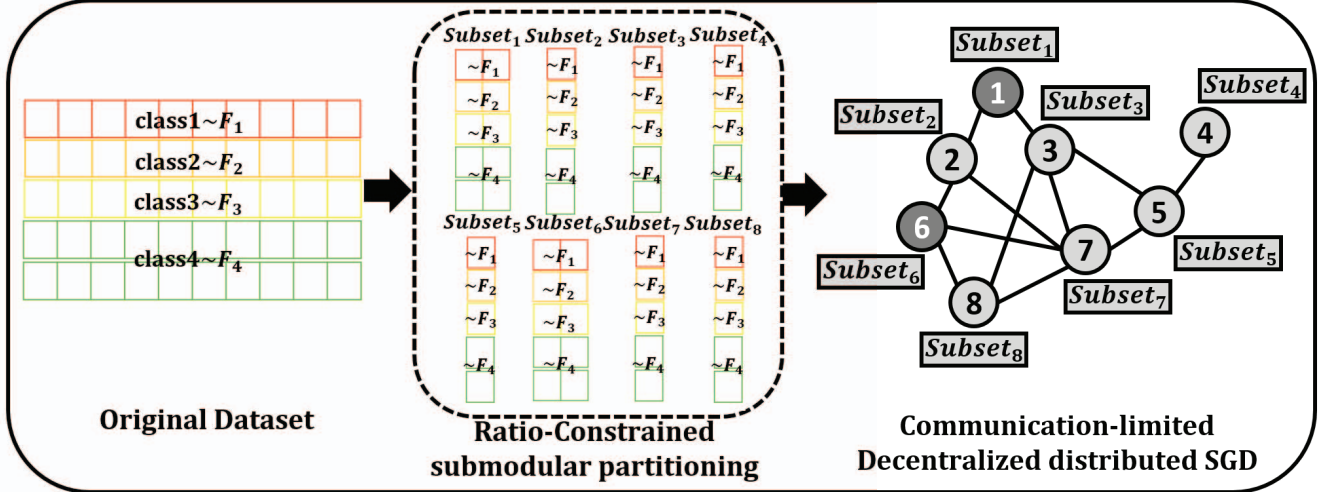 class1~F₁
class2~F₂
class3~F₃
class4~F₄
Original Dataset
Subset₁ Subset₂ Subset₃ Subset₄
~F₁ ~F₁ ~F₁ ~F₁
~F₂ ~F₂ ~F₂ ~F₂
~F₃ ~F₃ ~F₃ ~F₃
~F₄ ~F₄ ~F₄ ~F₄
Subset₅ Subset₆ Subset₇ Subset₈
~F₁ ~F₁ ~F₁ ~F₁
~F₂ ~F₂ ~F₂ ~F₂
~F₃ ~F₃ ~F₃ ~F₃
~F₄ ~F₄ ~F₄ ~F₄
Ratio-Constrained
submodular partitioning
Subset₁
1
Subset₂
2
Subset₃
3
Subset₄
4
5
Subset₅
6
Subset₆
7
Subset₇
8
Subset₈
Communication-limited
Decentralized distributed SGD